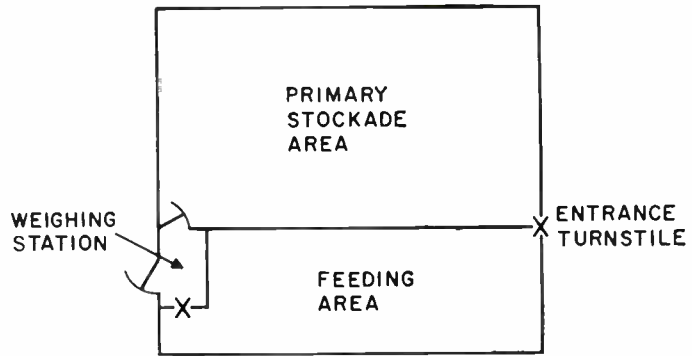 PRIMARY
STOCKADE
AREA
WEIGHING
STATION
ENTRANCE
TURNSTILE
FEEDING
AREA